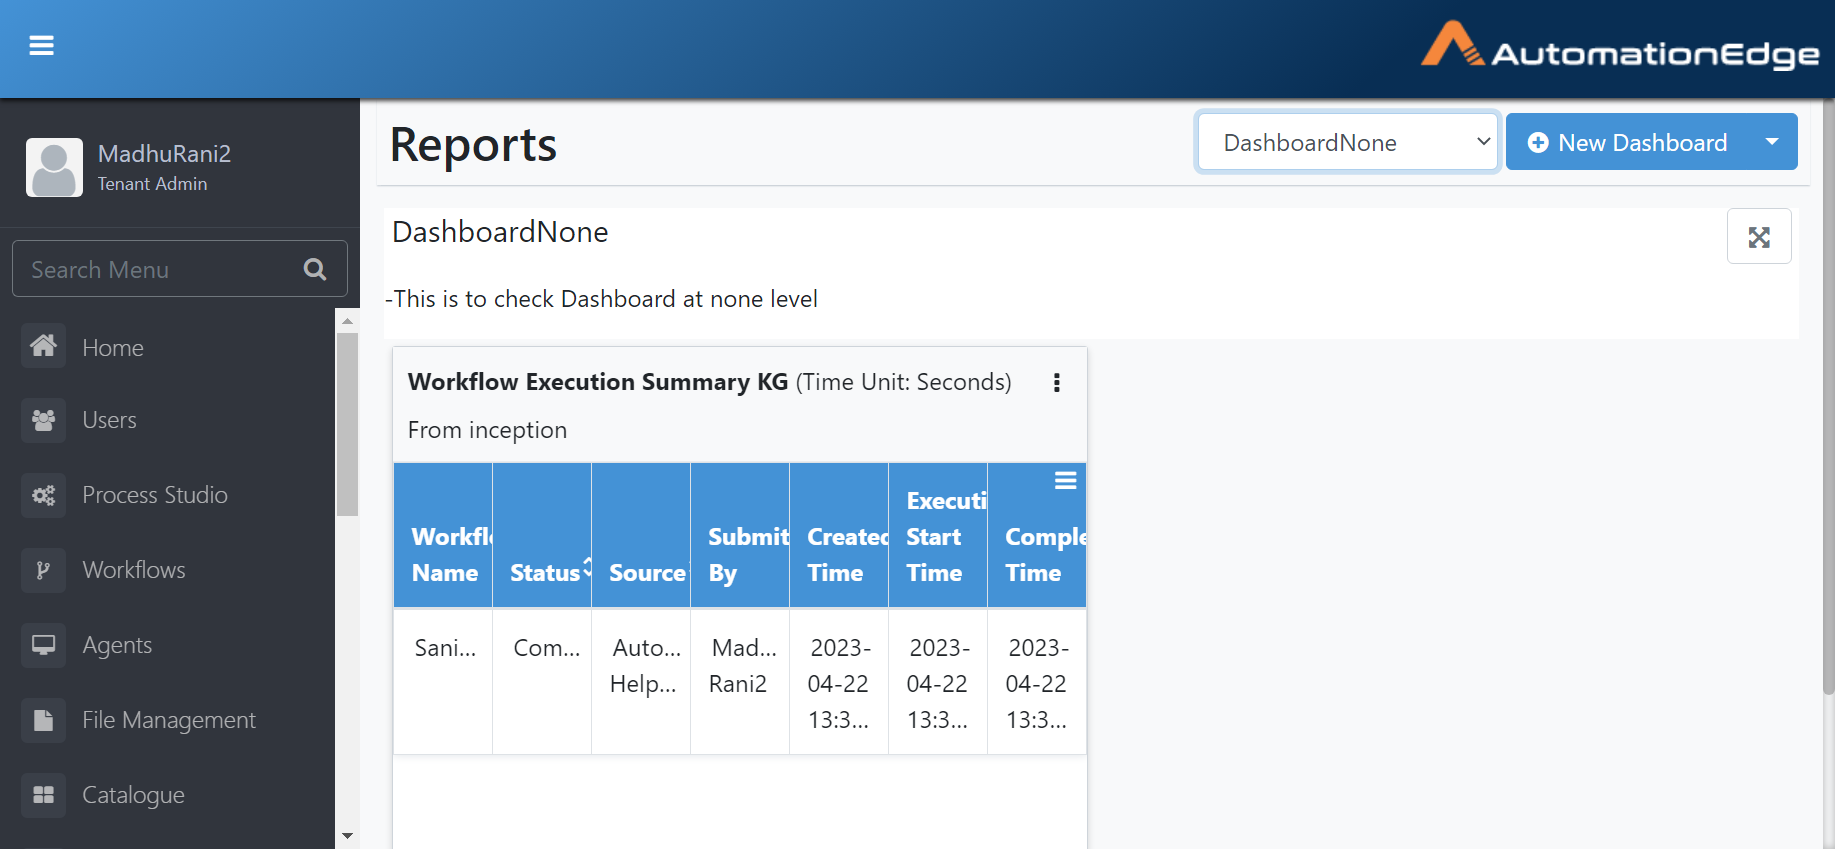 AutomationEdge
MadhuRani2
Tenant Admin
Search Menu
Home
Users
Process Studio
Workflows
Agents
File Management
Catalogue
Reports
DashboardNone
New Dashboard
DashboardNone
-This is to check Dashboard at none level
Workflow Execution Summary KG (Time Unit: Seconds)
From inception
Workfl
Name
Status
Source
Submit
By
Created
Time
Executi
Start
Time
Comple
Time
Sani...
Com...
Auto...
Help...
Mad...
Rani2
2023-
04-22
13:3...
2023-
04-22
13:3...
2023-
04-22
13:3...